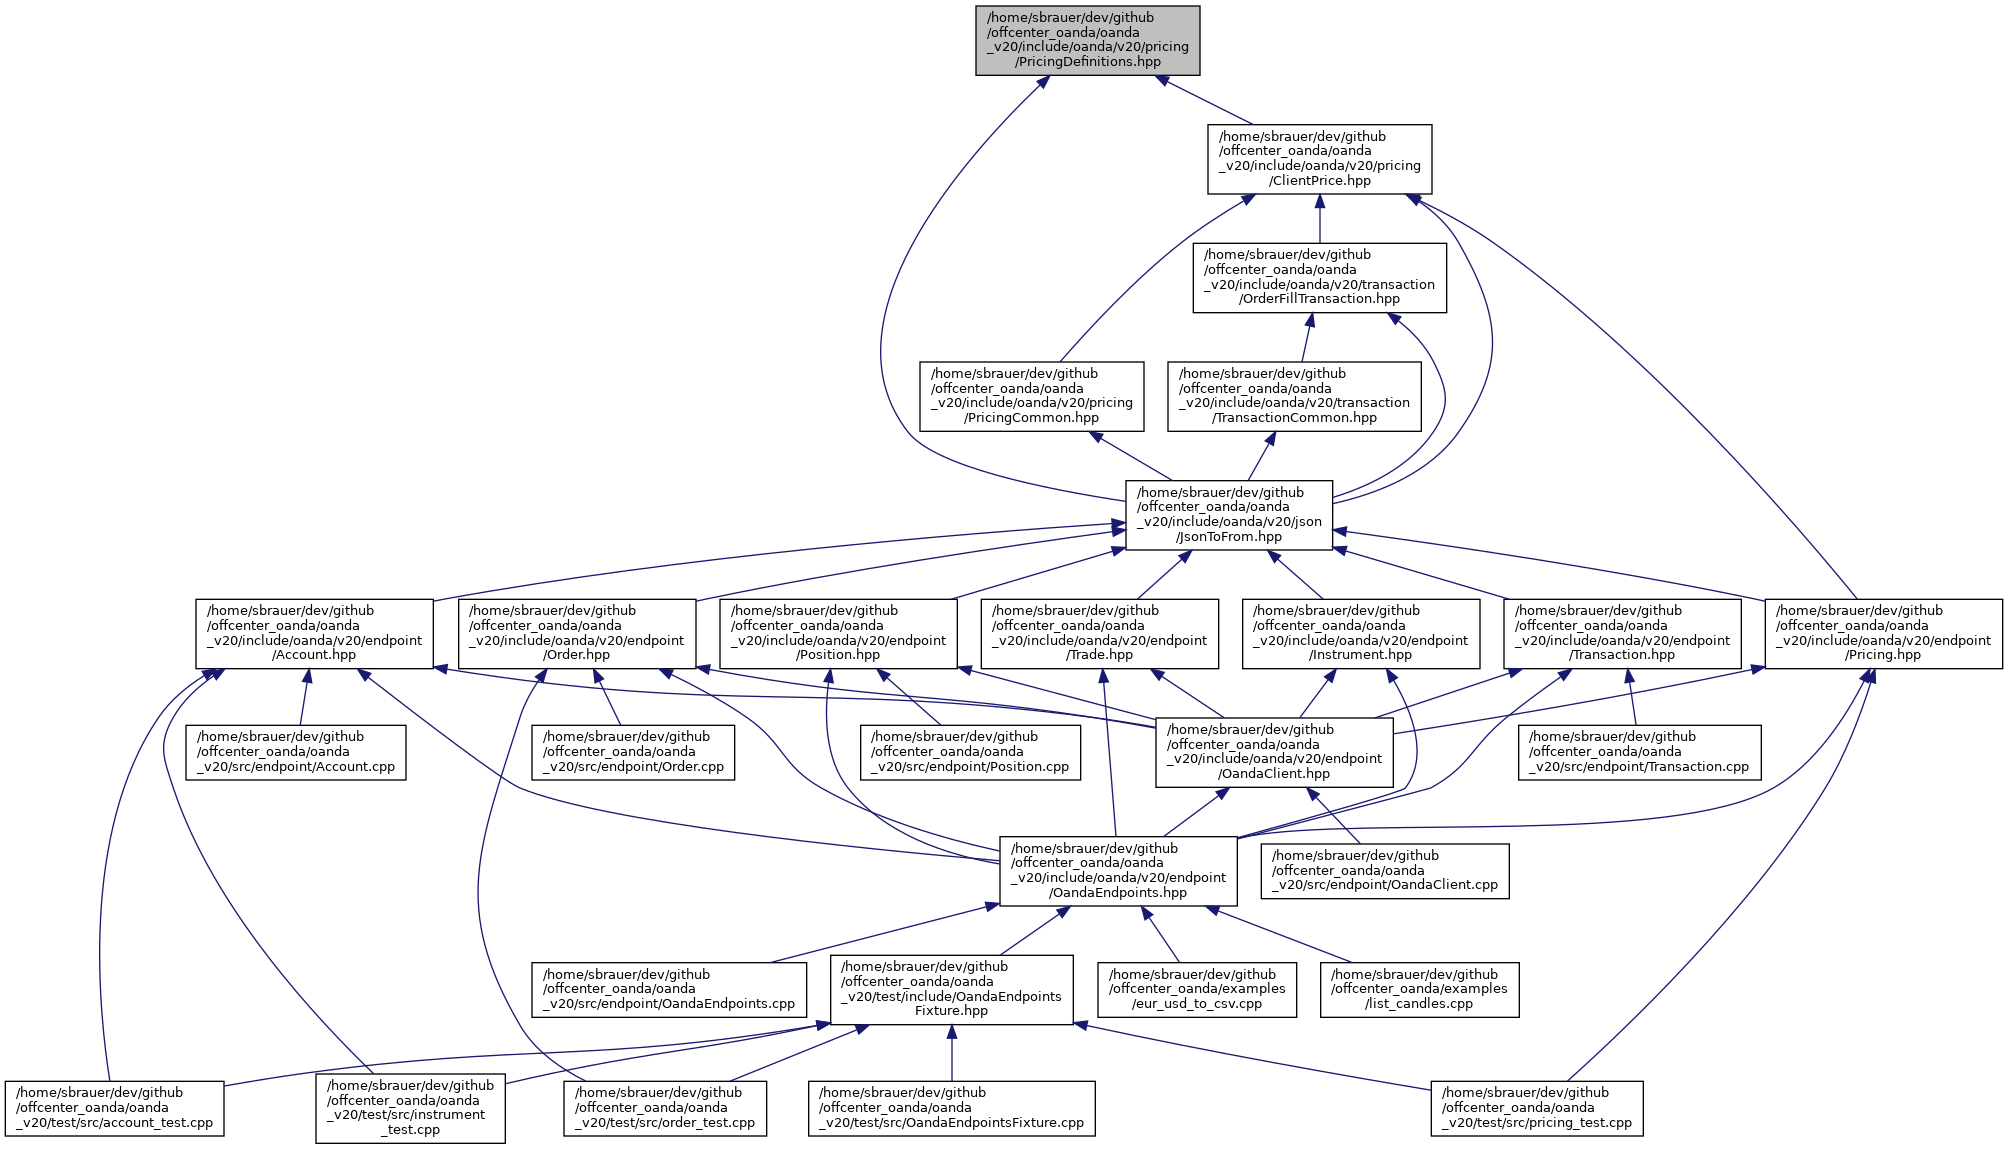 /home/sbrauer/dev/github
/offcenter_oanda/oanda
_v20/include/oanda/v20/pricing
/PricingDefinitions.hpp
/home/sbrauer/dev/github
/offcenter_oanda/oanda
_v20/include/oanda/v20/pricing
/ClientPrice.hpp
/home/sbrauer/dev/github
/offcenter_oanda/oanda
_v20/include/oanda/v20/transaction
/OrderFillTransaction.hpp
/home/sbrauer/dev/github
/offcenter_oanda/oanda
_v20/include/oanda/v20/pricing
/PricingCommon.hpp
/home/sbrauer/dev/github
/offcenter_oanda/oanda
_v20/include/oanda/v20/transaction
/TransactionCommon.hpp
/home/sbrauer/dev/github
/offcenter_oanda/oanda
_v20/include/oanda/v20/json
/JsonToFrom.hpp
/home/sbrauer/dev/github
/offcenter_oanda/oanda
_v20/include/oanda/v20/endpoint
/Account.hpp
/home/sbrauer/dev/github
/offcenter_oanda/oanda
_v20/include/oanda/v20/endpoint
/Order.hpp
/home/sbrauer/dev/github
/offcenter_oanda/oanda
_v20/include/oanda/v20/endpoint
/Position.hpp
/home/sbrauer/dev/github
/offcenter_oanda/oanda
_v20/include/oanda/v20/endpoint
/Trade.hpp
/home/sbrauer/dev/github
/offcenter_oanda/oanda
_v20/include/oanda/v20/endpoint
/Instrument.hpp
/home/sbrauer/dev/github
/offcenter_oanda/oanda
_v20/include/oanda/v20/endpoint
/Transaction.hpp
/home/sbrauer/dev/github
/offcenter_oanda/oanda
_v20/include/oanda/v20/endpoint
/Pricing.hpp
/home/sbrauer/dev/github
/offcenter_oanda/oanda
_v20/src/endpoint/Account.cpp
/home/sbrauer/dev/github
/offcenter_oanda/oanda
_v20/src/endpoint/Order.cpp
/home/sbrauer/dev/github
/offcenter_oanda/oanda
_v20/src/endpoint/Position.cpp
/home/sbrauer/dev/github
/offcenter_oanda/oanda
_v20/include/oanda/v20/endpoint
/OandaClient.hpp
/home/sbrauer/dev/github
/offcenter_oanda/oanda
_v20/src/endpoint/Transaction.cpp
/home/sbrauer/dev/github
/offcenter_oanda/oanda
_v20/include/oanda/v20/endpoint
/OandaEndpoints.hpp
/home/sbrauer/dev/github
/offcenter_oanda/oanda
_v20/src/endpoint/OandaClient.cpp
/home/sbrauer/dev/github
/offcenter_oanda/oanda
_v20/src/endpoint/OandaEndpoints.cpp
/home/sbrauer/dev/github
/offcenter_oanda/oanda
_v20/test/include/OandaEndpoints
Fixture.hpp
/home/sbrauer/dev/github
/offcenter_oanda/examples
/eur_usd_to_csv.cpp
/home/sbrauer/dev/github
/offcenter_oanda/examples
/list_candles.cpp
/home/sbrauer/dev/github
/offcenter_oanda/oanda
_v20/test/src/account_test.cpp
/home/sbrauer/dev/github
/offcenter_oanda/oanda
_v20/test/src/instrument
_test.cpp
/home/sbrauer/dev/github
/offcenter_oanda/oanda
_v20/test/src/order_test.cpp
/home/sbrauer/dev/github
/offcenter_oanda/oanda
_v20/test/src/OandaEndpointsFixture.cpp
/home/sbrauer/dev/github
/offcenter_oanda/oanda
_v20/test/src/pricing_test.cpp